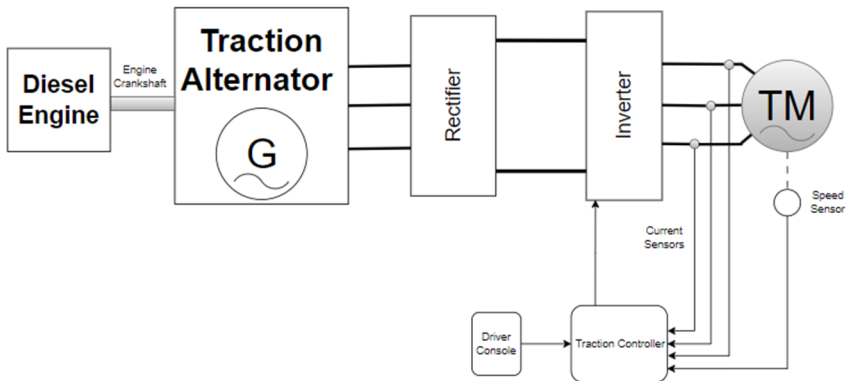 Diesel
Engine
Engine
Crankshaft
Traction
Alternator
G
Rectifier
Inverter
TM
Speed
Sensor
Current
Sensors
Driver
Console
Traction Controller